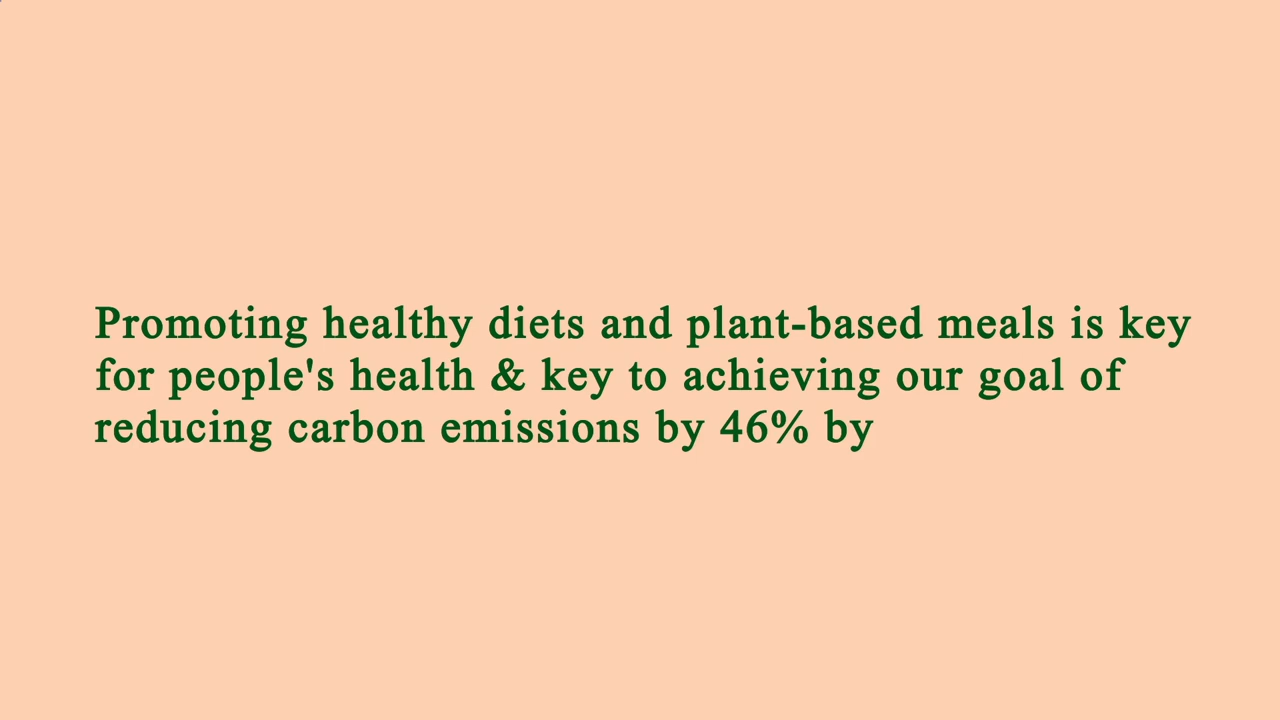 Promoting healthy diets and plant-based meals is key
for people's health & key to achieving our goal of
reducing carbon emissions by 46% by